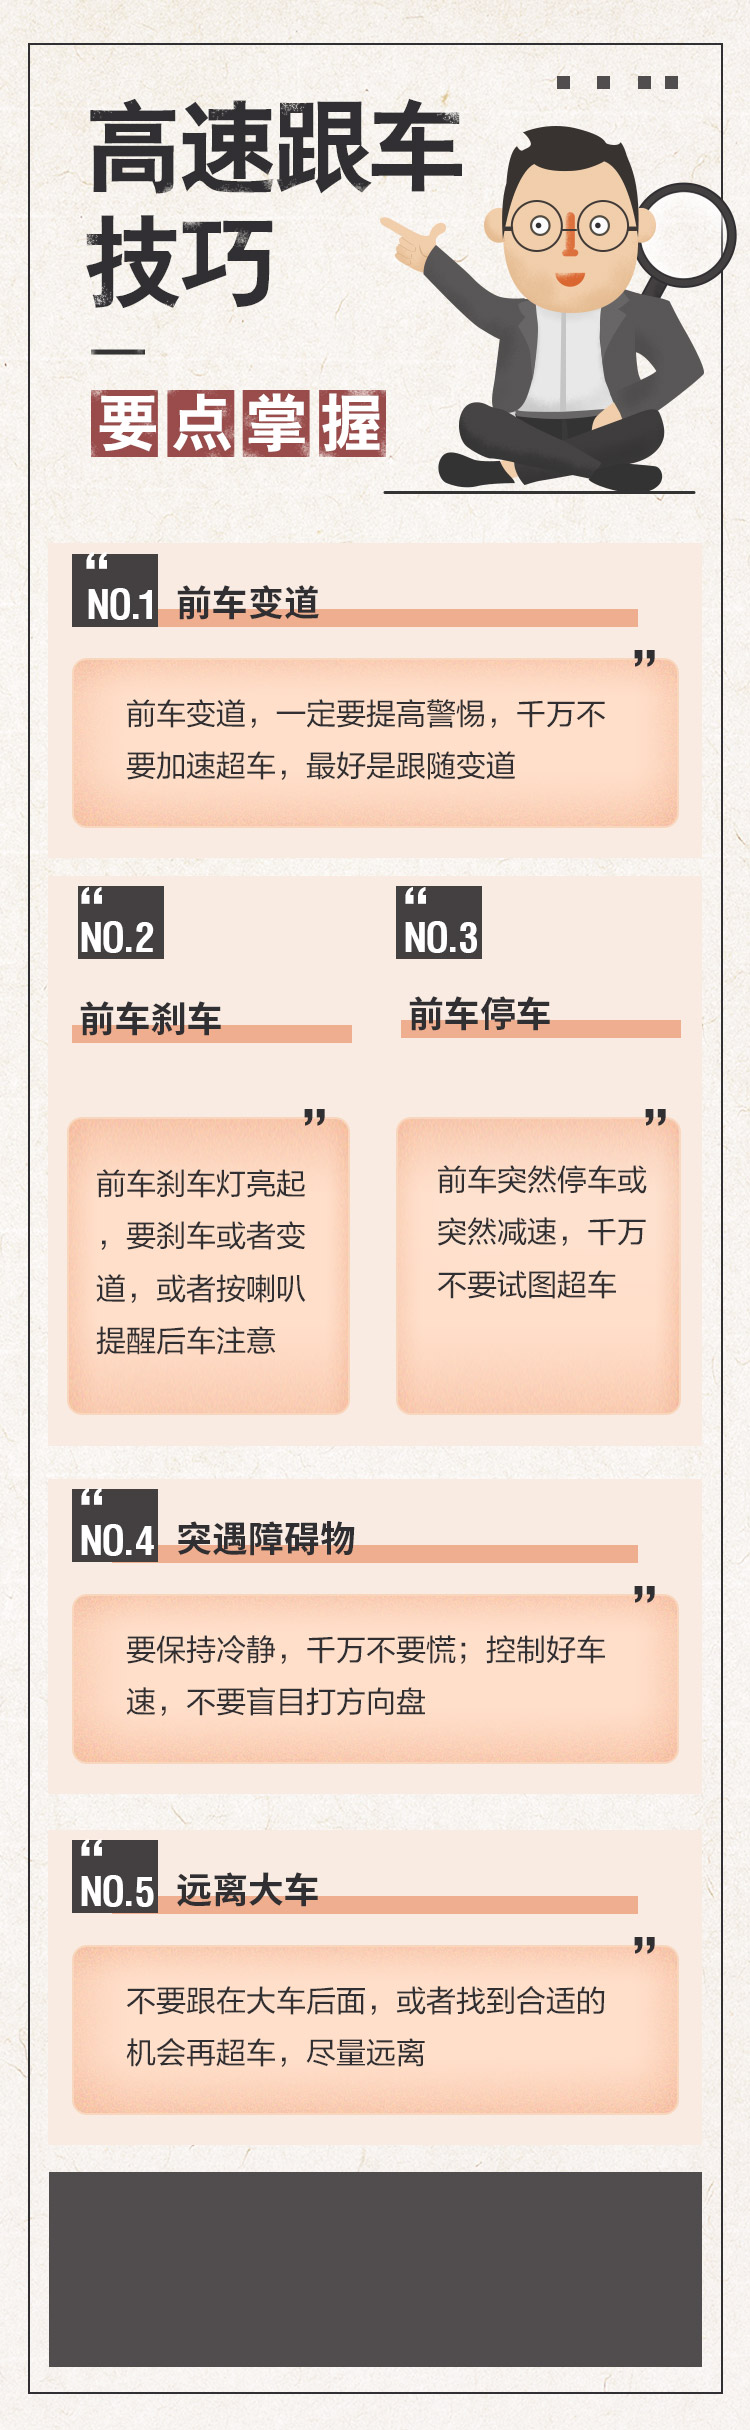 高速跟车
技巧
要点掌握
“
NO.1 前车变道
”
前车变道，一定要提高警惕，千万不
要加速超车，最好是跟随变道
“
NO.2
前车刹车
”
前车刹车灯亮起
，要刹车或者变
道，或者按喇叭
提醒后车注意
“
NO.3
前车停车
”
前车突然停车或
突然减速，千万
不要试图超车
“
NO.4 突遇障碍物
”
要保持冷静，千万不要慌；控制好车
速，不要盲目打方向盘
“
NO.5 远离大车
”
不要跟在大车后面，或者找到合适的
机会再超车，尽量远离